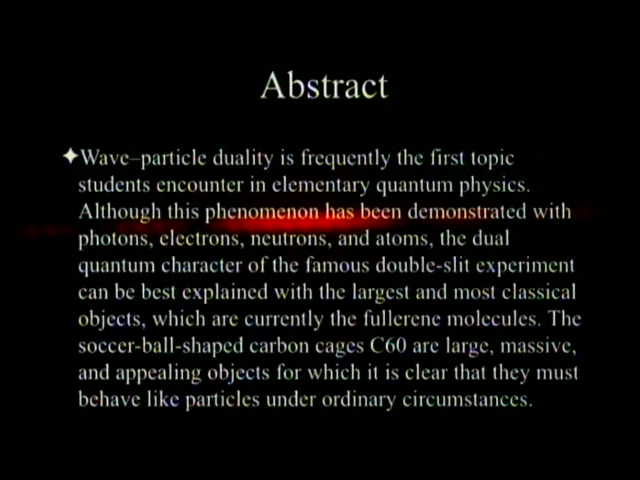 Abstract
Wave–particle duality is frequently the first topic
students encounter in elementary quantum physics.
Although this phenomenon has been demonstrated with
photons, electrons, neutrons, and atoms, the dual
quantum character of the famous double-slit experiment
can be best explained with the largest and most classical
objects, which are currently the fullerene molecules. The
soccer-ball-shaped carbon cages C60 are large, massive,
and appealing objects for which it is clear that they must
behave like particles under ordinary circumstances.